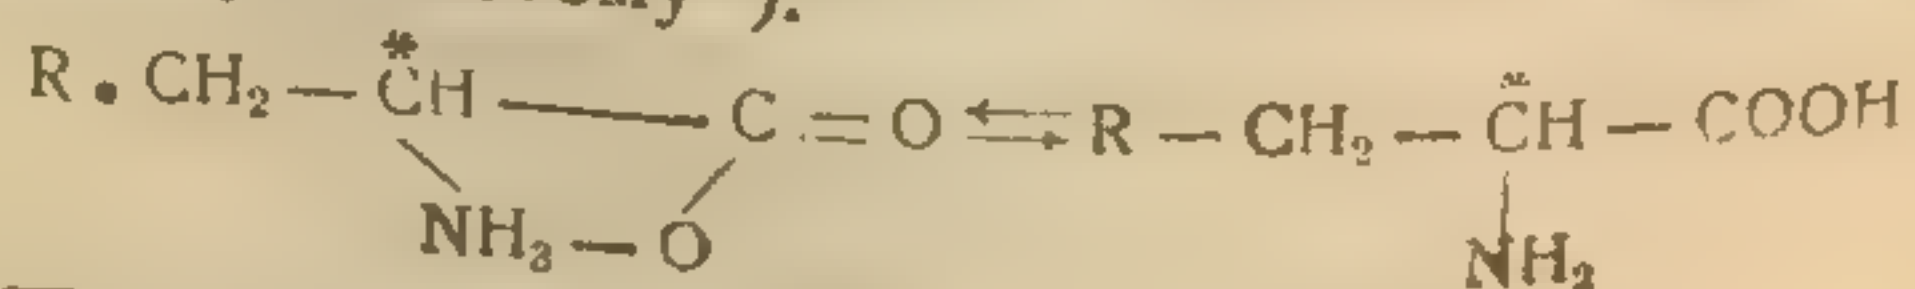 R • CH₂ — C*H — C = O ⇌ R — CH₂ — C*H — COOH
NH₃ — O NH₂